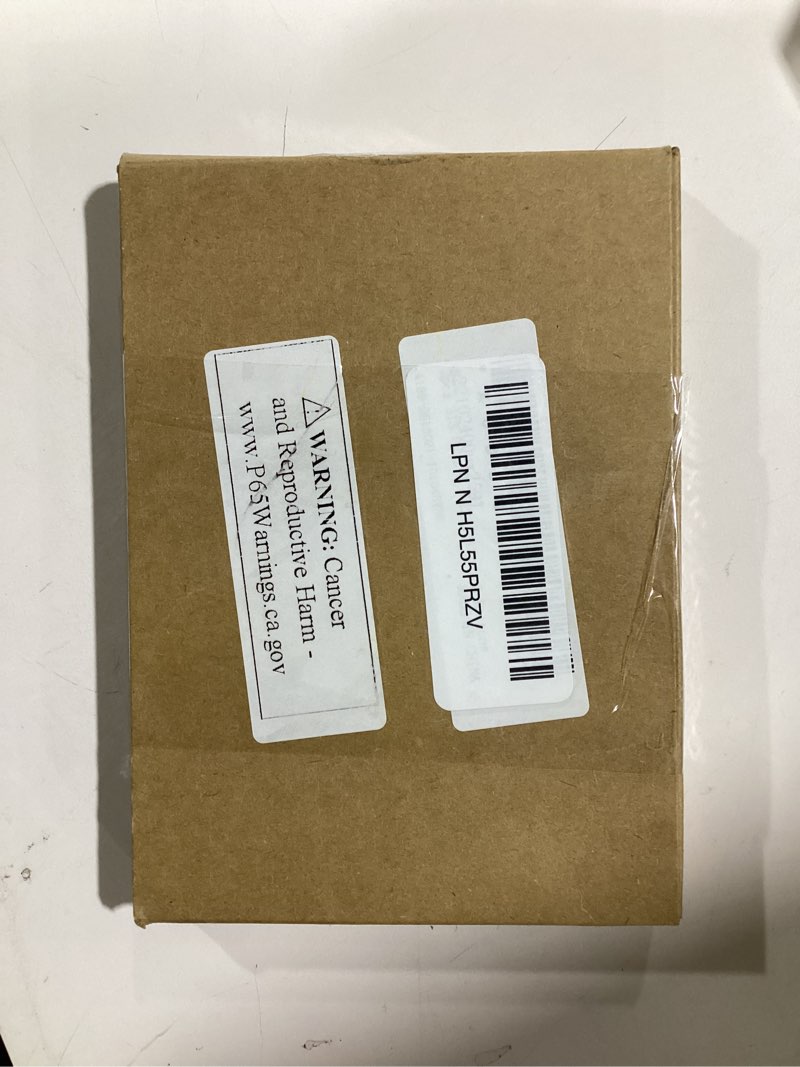 ⚠ WARNING: Cancer
and Reproductive Harm -
www.P65Warnings.ca.gov
LPN N H5L55PRZV